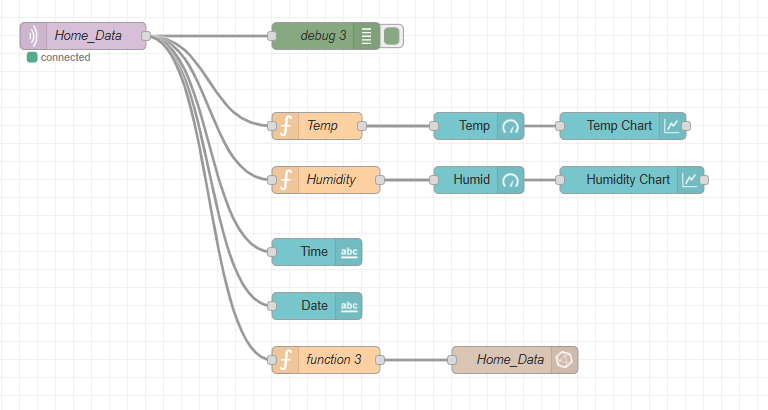 Home_Data
debug 3
connected
Temp
Temp
Temp Chart
Humidity
Humid
Humidity Chart
Time
abc
Date
abc
function 3
Home_Data